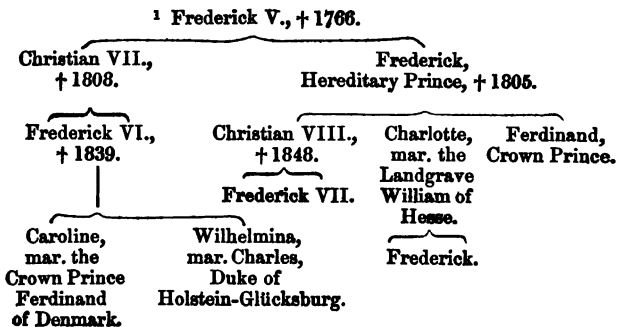 ¹ Frederick V., † 1766.
Christian VII.,
† 1808.
Frederick,
Hereditary Prince, † 1805.
Frederick VI.,
† 1839.
Christian VIII.,
† 1848.
Charlotte,
mar. the
Landgrave
William of
Hesse.
Ferdinand,
Crown Prince.
Frederick VII.
Frederick.
Caroline,
mar. the
Crown Prince
Ferdinand
of Denmark.
Wilhelmina,
mar. Charles,
Duke of
Holstein-Glücksburg.